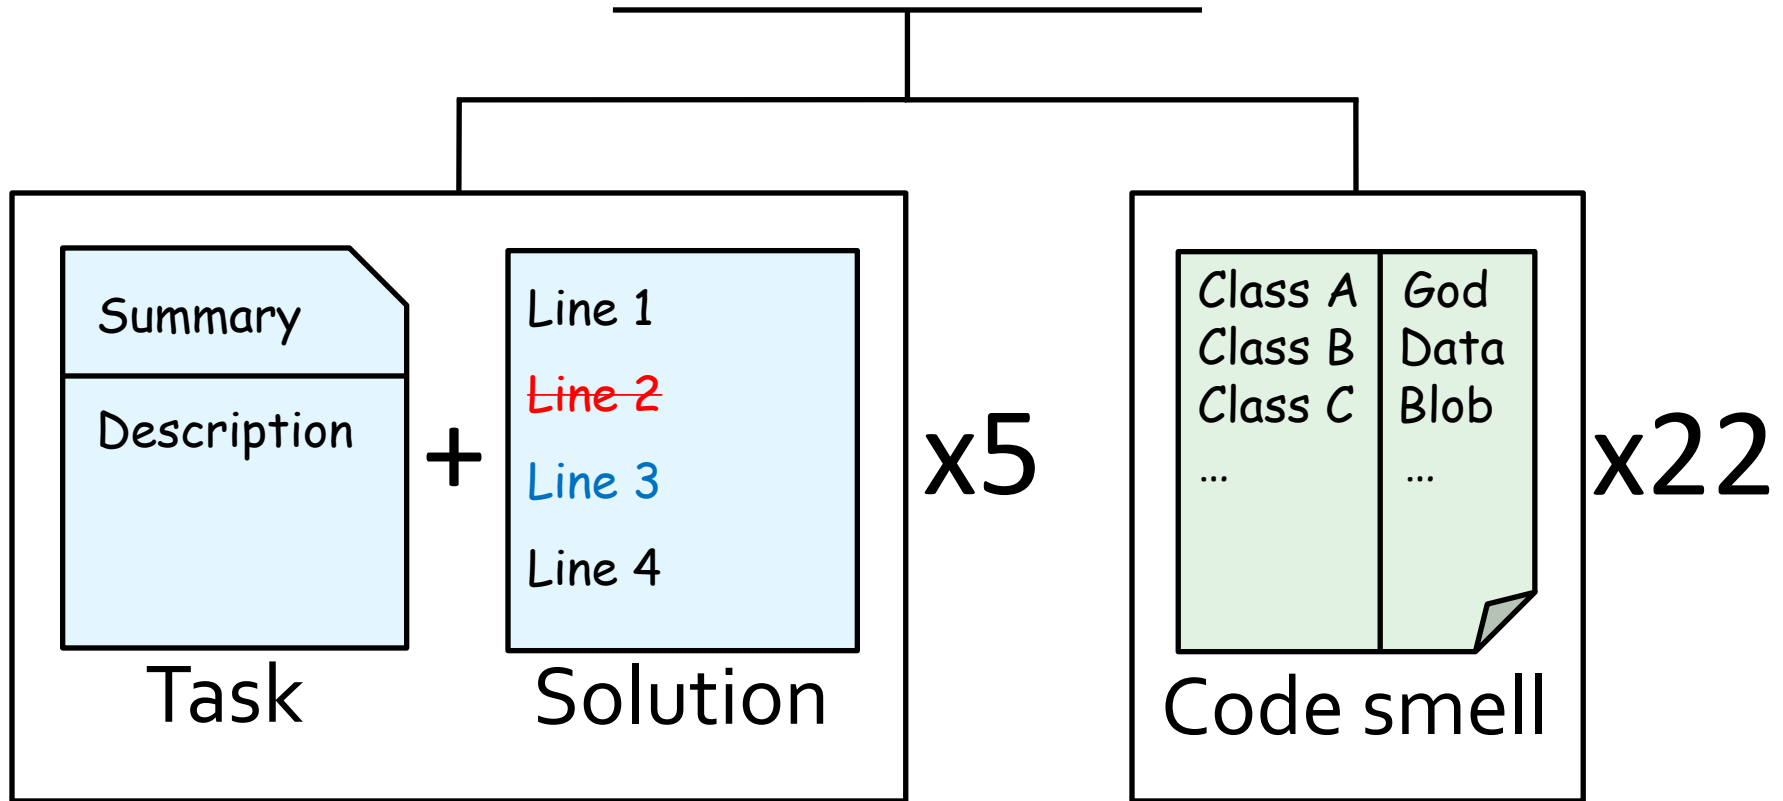 Summary
Description
Task
+
Line 1
Line 2
Line 3
Line 4
Solution
x5
Class A God
Class B Data
Class C Blob
... ...
Code smell
x22